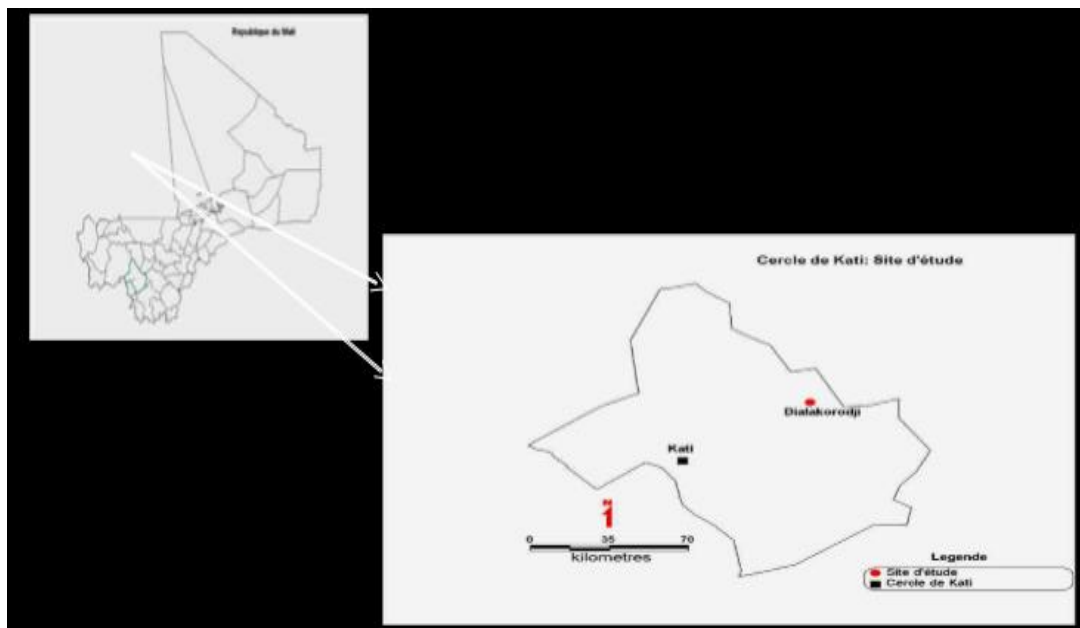 Republique du Mali
Cercle de Kati: Site d'étude
Dialakorodji
Kati
N
0 35 70
kilometres
Legende
Site d'étude
Cercle de Kati